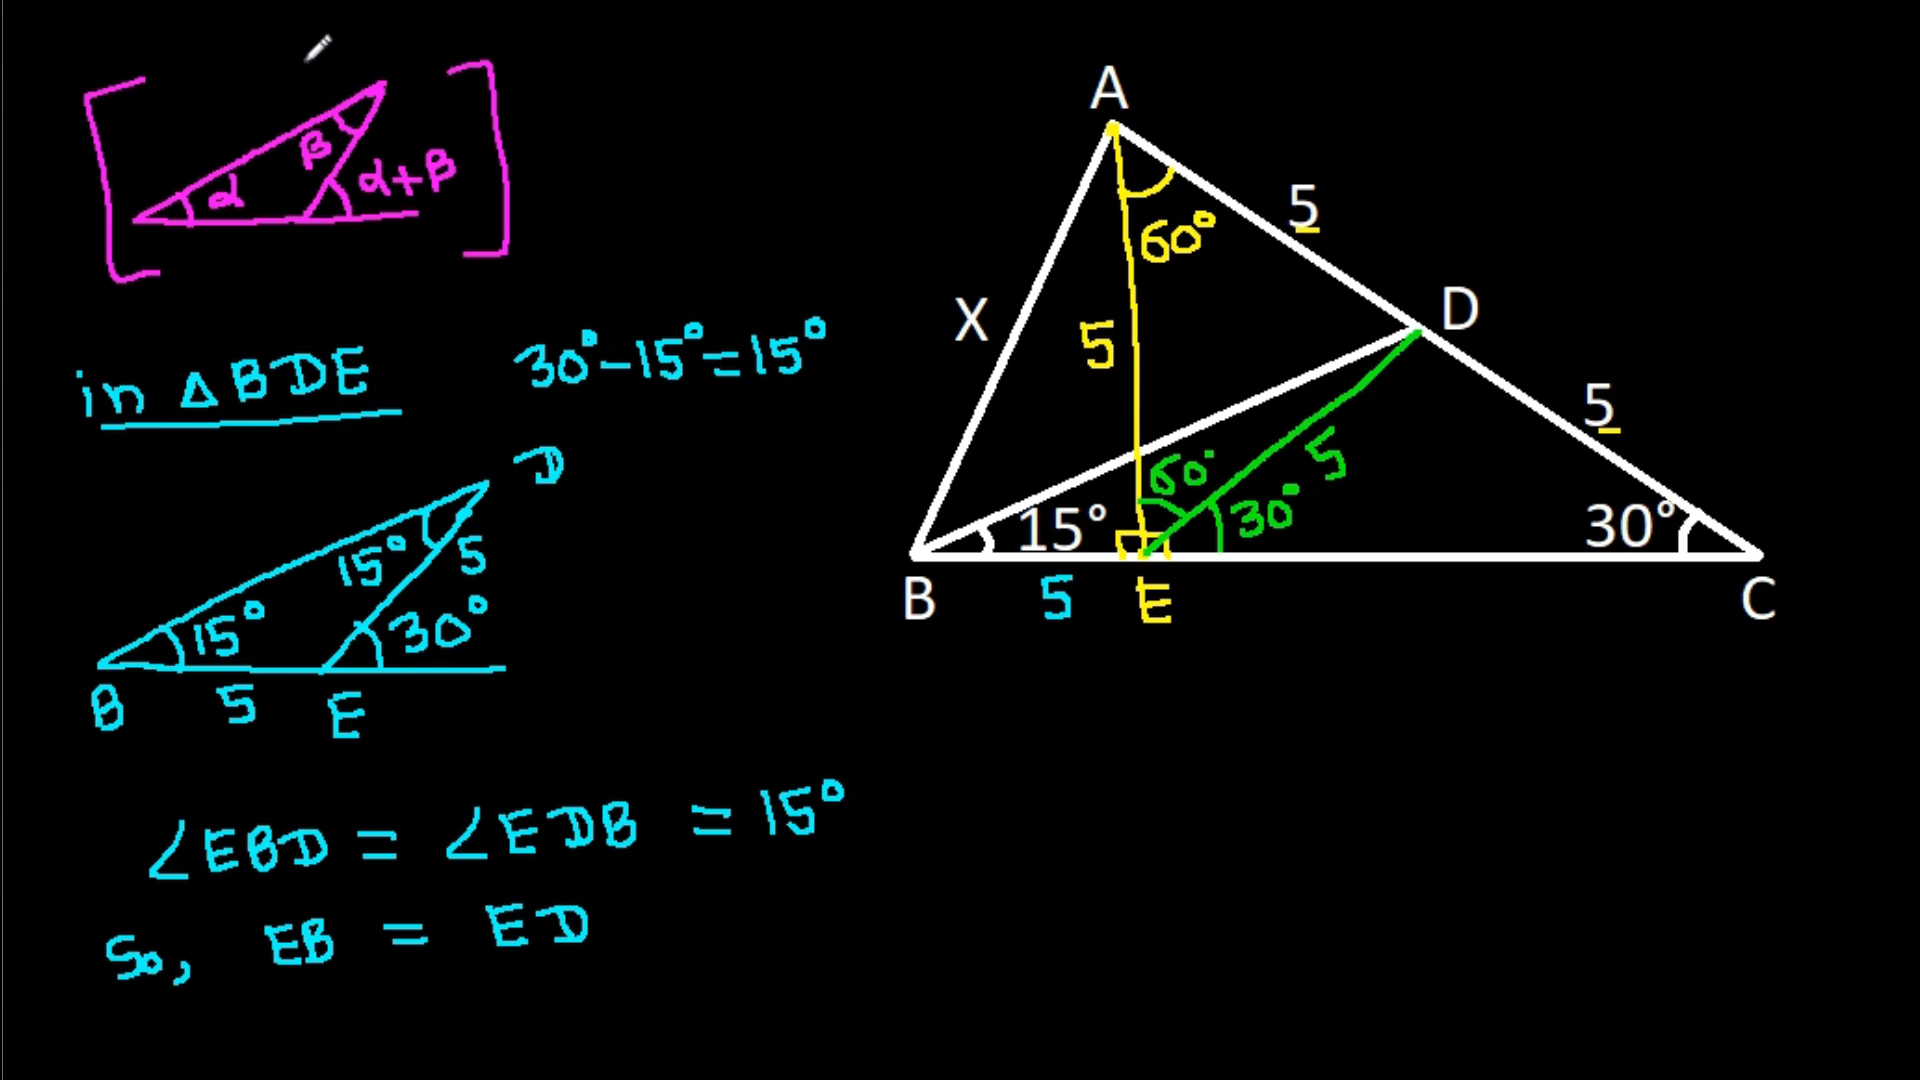 β
α
α+β
in Δ BDE
30°-15°=15°
D
15°
5
15°
30°
B
5
E
∠EBD = ∠EDB = 15°
So, EB = ED
A
5
60°
X
5
D
5
60°
5
15°
30°
30°
B
5
E
C